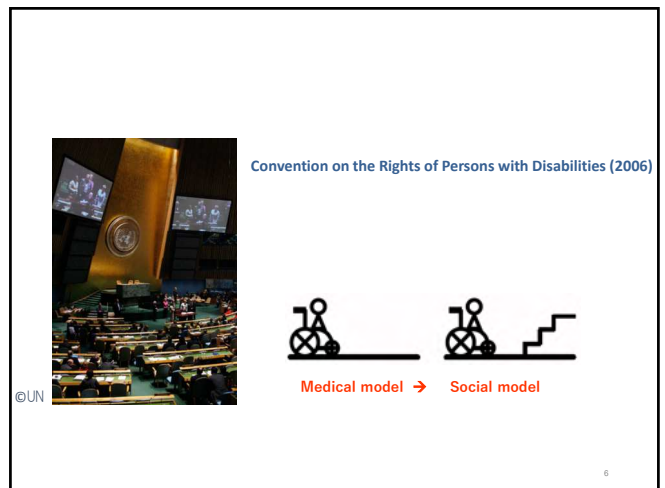 Convention on the Rights of Persons with Disabilities (2006)
Medical model → Social model
©UN
6